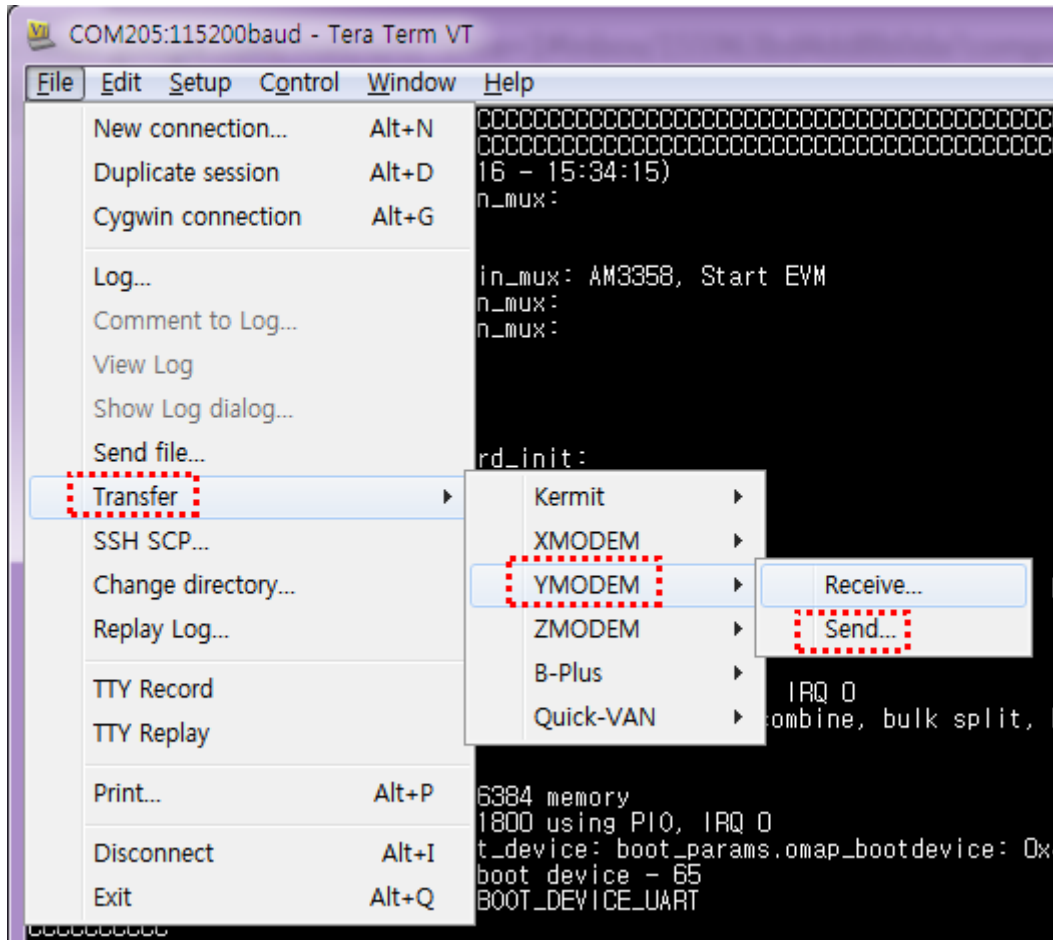 COM205:115200baud - Tera Term VT
File Edit Setup Control Window Help
New connection... Alt+N
Duplicate session Alt+D
Cygwin connection Alt+G
Log...
Comment to Log...
View Log
Show Log dialog...
Send file...
Transfer
SSH SCP...
Change directory...
Replay Log...
TTY Record
TTY Replay
Print... Alt+P
Disconnect Alt+I
Exit Alt+Q
Kermit
XMODEM
YMODEM
ZMODEM
B-Plus
Quick-VAN
Receive...
Send...
CCCCCCCCCCCCCCCCCCCCCCCCCCCCCCCCCCCCCCCCC
CCCCCCCCCCCCCCCCCCCCCCCCCCCCCCCCCCCCCCCCC
16 - 15:34:15)
n_mux:
in_mux: AM3358, Start EVM
n_mux:
n_mux:
rd_init:
IRQ 0
ombine, bulk split,
6384 memory
1800 using PIO, IRQ 0
t_device: boot_params.omap_bootdevice: 0x
boot device - 65
BOOT_DEVICE_UART
CCCCCCCCCC